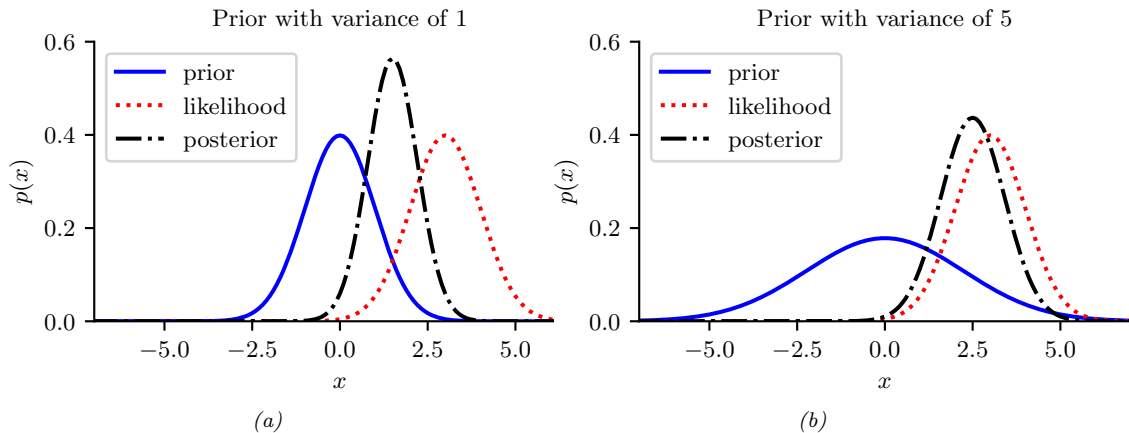 Prior with variance of 1
0.6
0.4
0.2
0.0
p(x)
prior
likelihood
posterior
−5.0 −2.5 0.0 2.5 5.0
x
(a)
Prior with variance of 5
0.6
0.4
0.2
0.0
p(x)
prior
likelihood
posterior
−5.0 −2.5 0.0 2.5 5.0
x
(b)